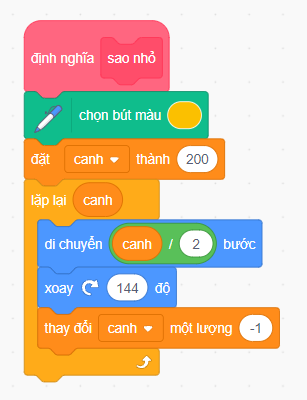 định nghĩa sao nhỏ
chọn bút màu
đặt canh thành 200
lặp lại canh
di chuyển canh / 2 bước
xoay 144 độ
thay đổi canh một lượng -1